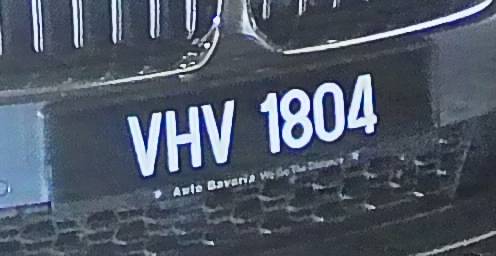 VHV 1804
Auto Bavaria We Go The Distance